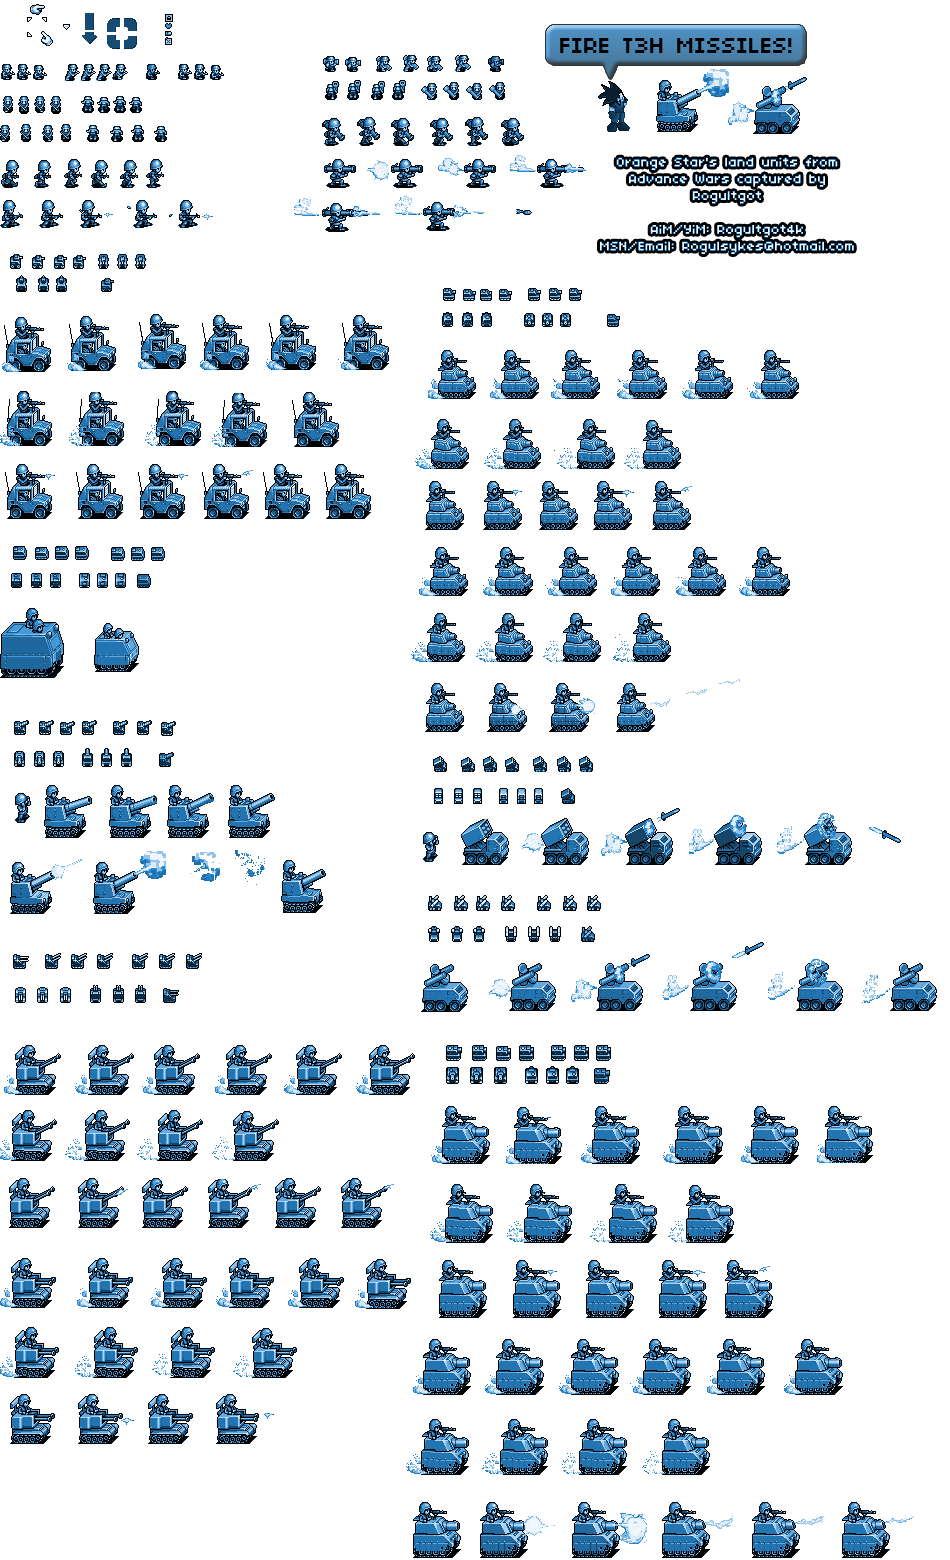 FIRE T3H MISSILES!
Orange Star's land units from
Advance Wars captured by
Rogultgot
AiM/YiM: Rogultgot4k
MSN/Email: Rogulsykes@hotmail.com